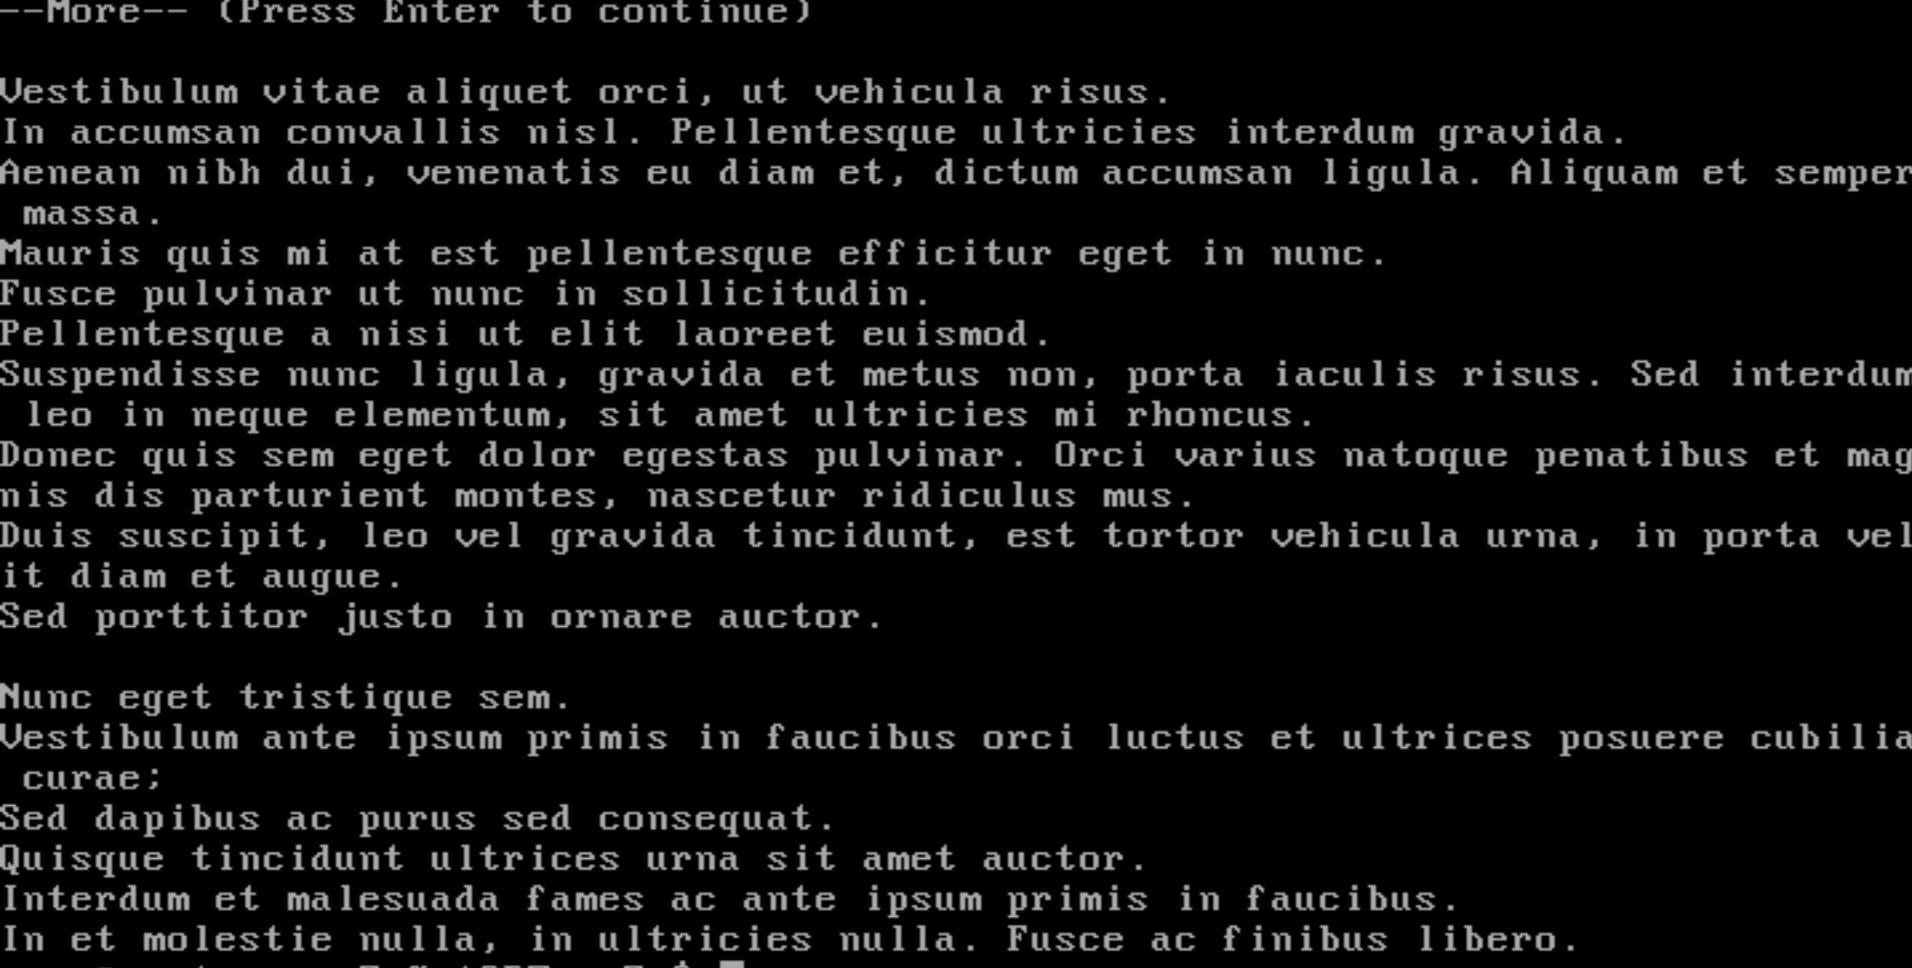 --More-- (Press Enter to continue)
Vestibulum vitae aliquet orci, ut vehicula risus.
In accumsan convallis nisl. Pellentesque ultricies interdum gravida.
Aenean nibh dui, venenatis eu diam et, dictum accumsan ligula. Aliquam et semper
 massa.
Mauris quis mi at est pellentesque efficitur eget in nunc.
Fusce pulvinar ut nunc in sollicitudin.
Pellentesque a nisi ut elit laoreet euismod.
Suspendisse nunc ligula, gravida et metus non, porta iaculis risus. Sed interdum
 leo in neque elementum, sit amet ultricies mi rhoncus.
Donec quis sem eget dolor egestas pulvinar. Orci varius natoque penatibus et mag
nis dis parturient montes, nascetur ridiculus mus.
Duis suscipit, leo vel gravida tincidunt, est tortor vehicula urna, in porta vel
it diam et augue.
Sed porttitor justo in ornare auctor.
Nunc eget tristique sem.
Vestibulum ante ipsum primis in faucibus orci luctus et ultrices posuere cubilia
 curae;
Sed dapibus ac purus sed consequat.
Quisque tincidunt ultrices urna sit amet auctor.
Interdum et malesuada fames ac ante ipsum primis in faucibus.
In et molestie nulla, in ultricies nulla. Fusce ac finibus libero.